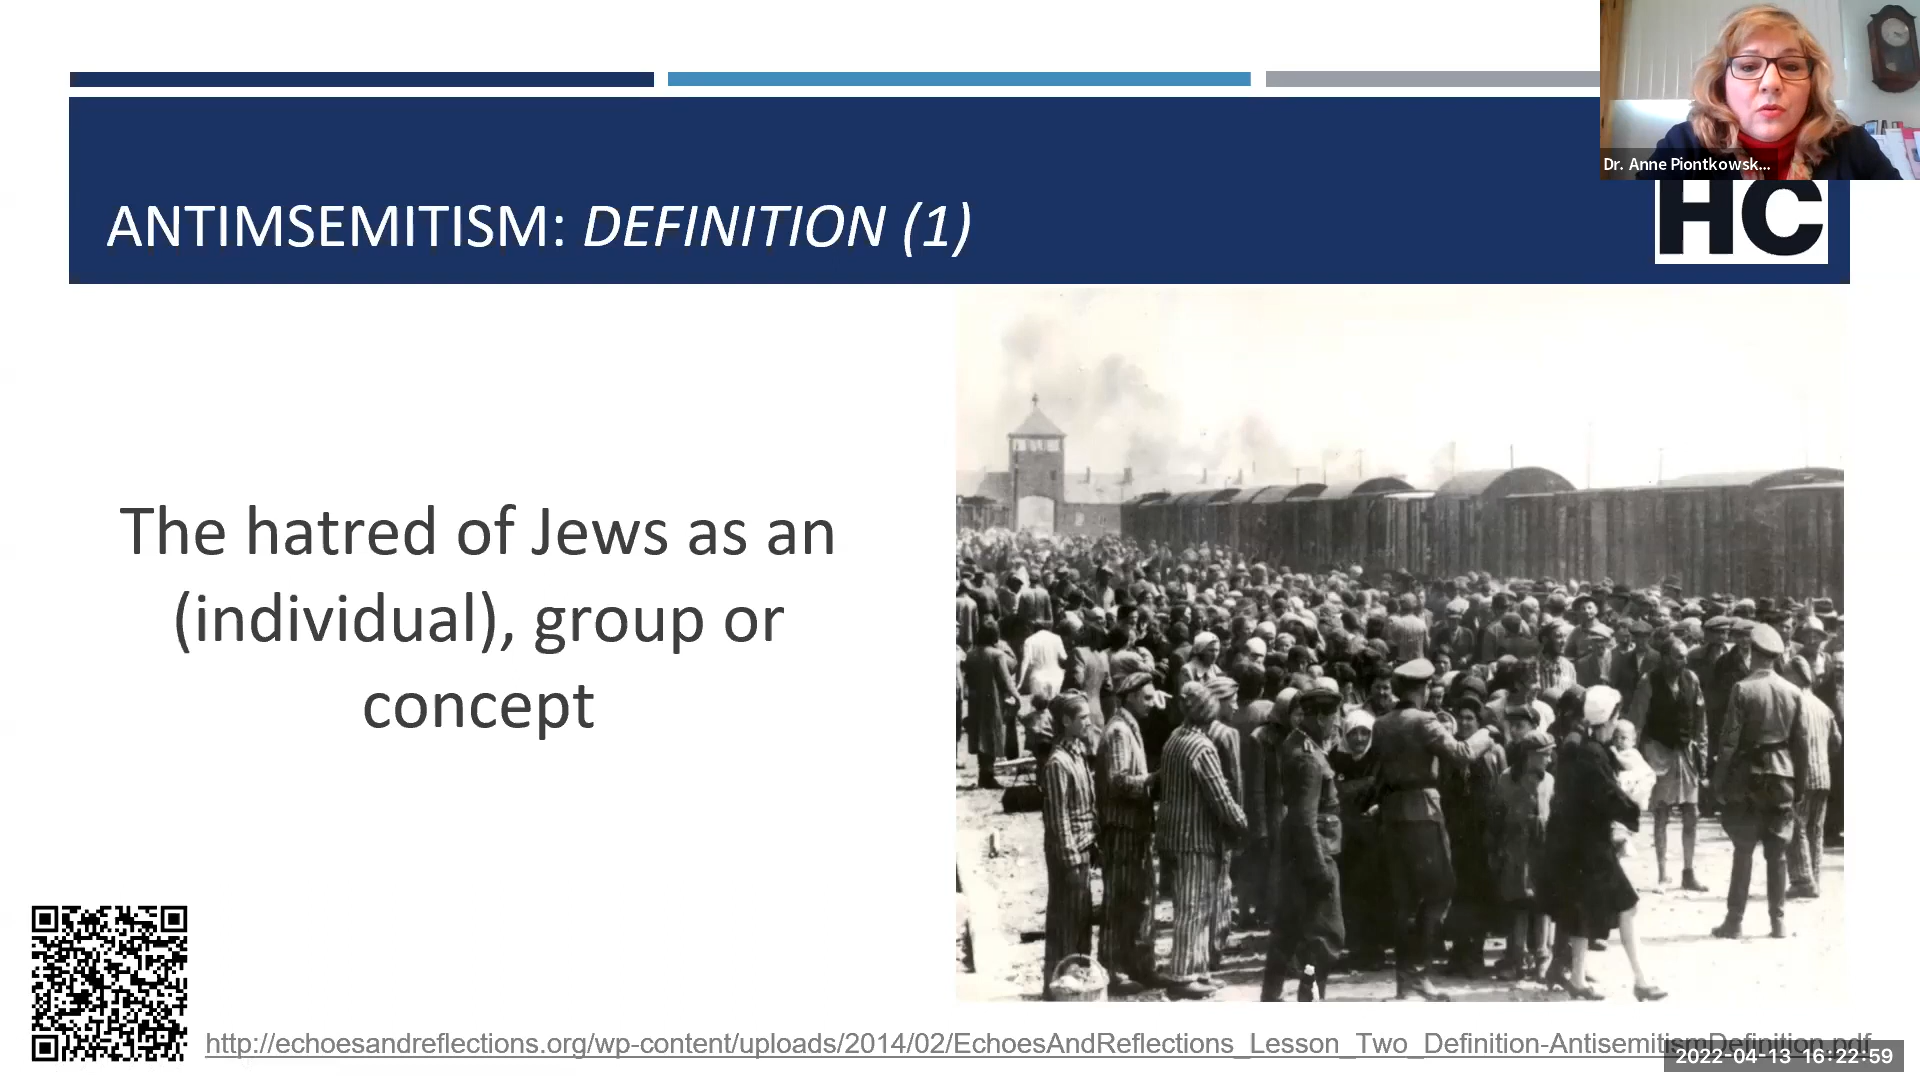 Dr. Anne Piontkowsk...
ANTIMSEMITISM: DEFINITION (1)
HC
The hatred of Jews as an
(individual), group or
concept
http://echoesandreflections.org/wp-content/uploads/2014/02/EchoesAndReflections_Lesson_Two_Definition-AntisemitismDefinition.pdf
2022-04-13 16:22:59